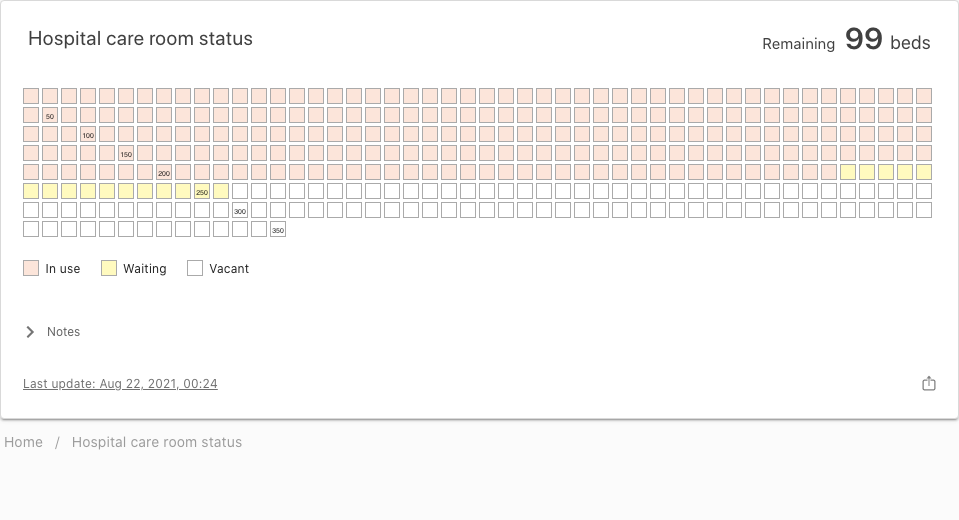 Hospital care room status
Remaining 99 beds
50
100
150
200
250
300
350
In use
Waiting
Vacant
Notes
Last update: Aug 22, 2021, 00:24
Home / Hospital care room status